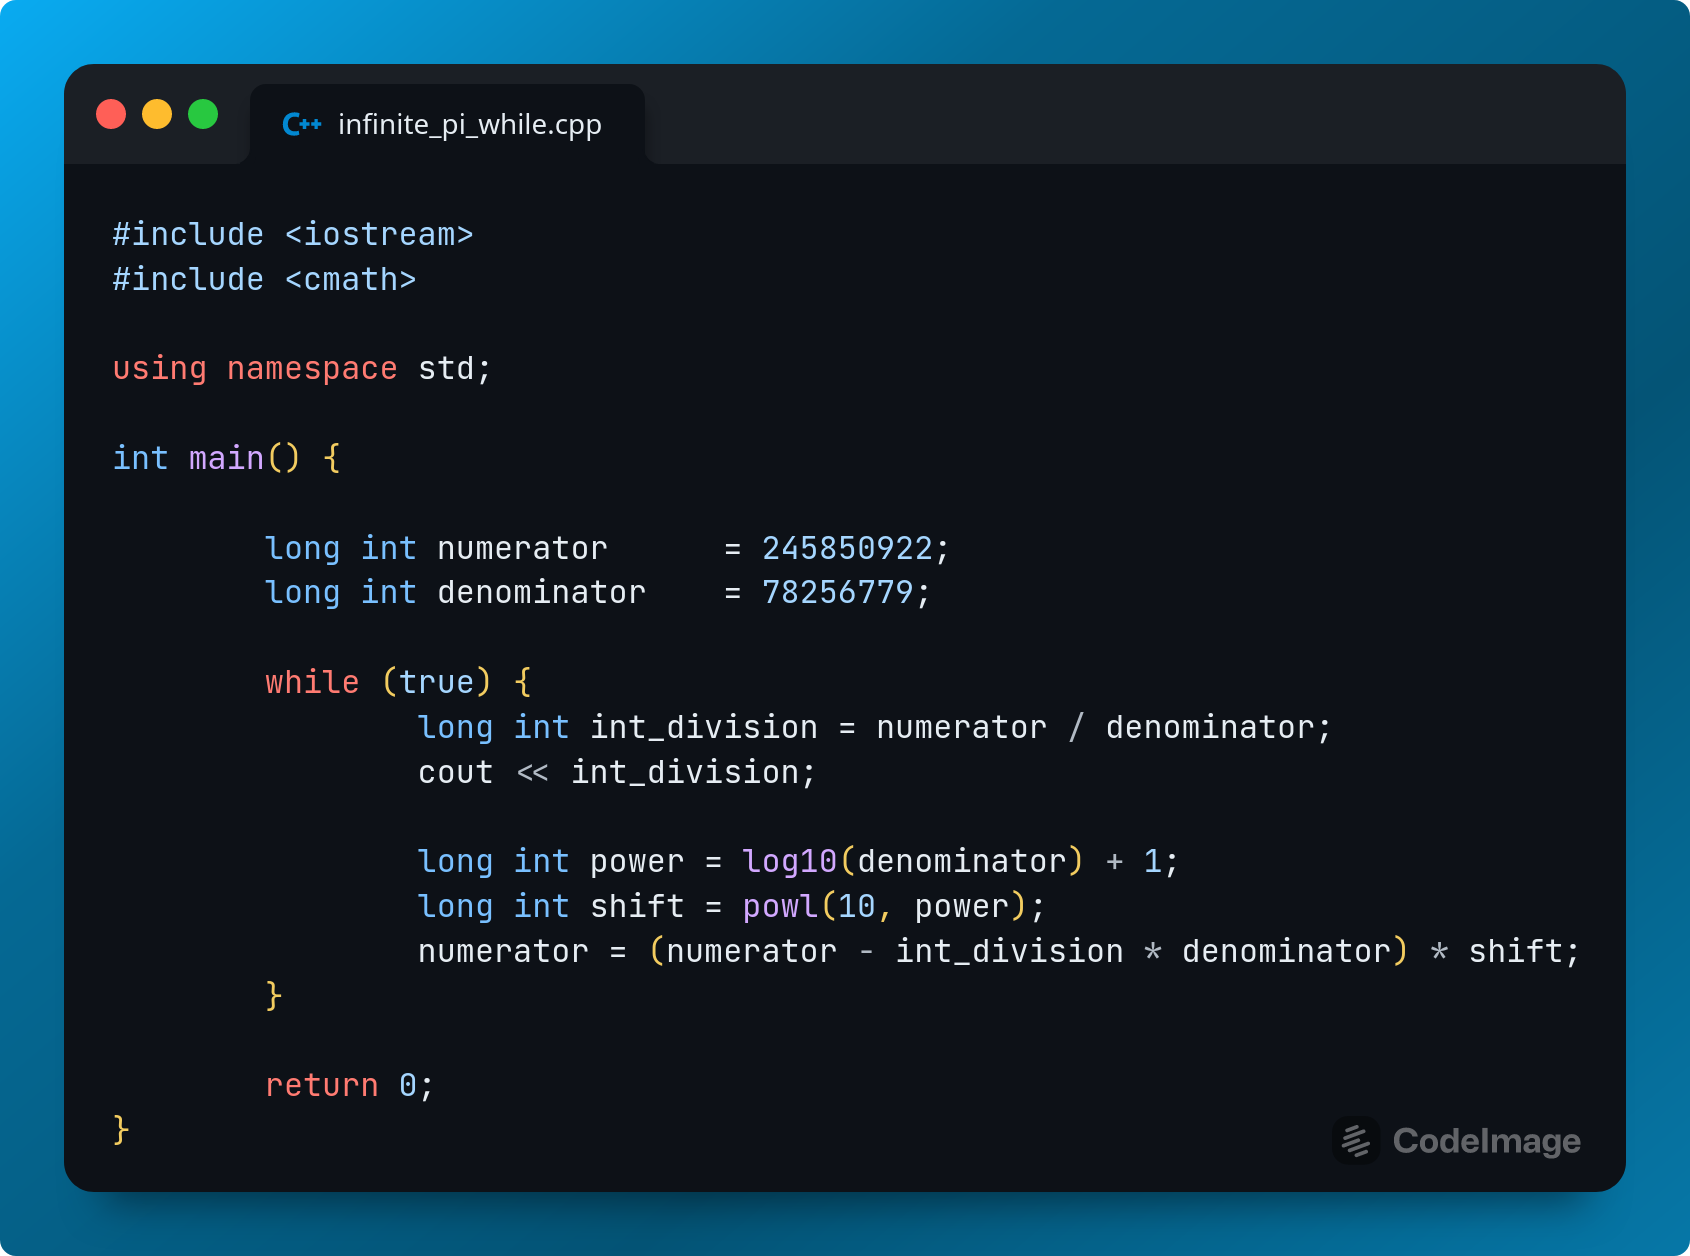 C++ infinite_pi_while.cpp
#include <iostream>
#include <cmath>
using namespace std;
int main() {
long int numerator = 245850922;
long int denominator = 78256779;
while (true) {
long int int_division = numerator / denominator;
cout << int_division;
long int power = log10(denominator) + 1;
long int shift = powl(10, power);
numerator = (numerator - int_division * denominator) * shift;
}
return 0;
}
CodeImage